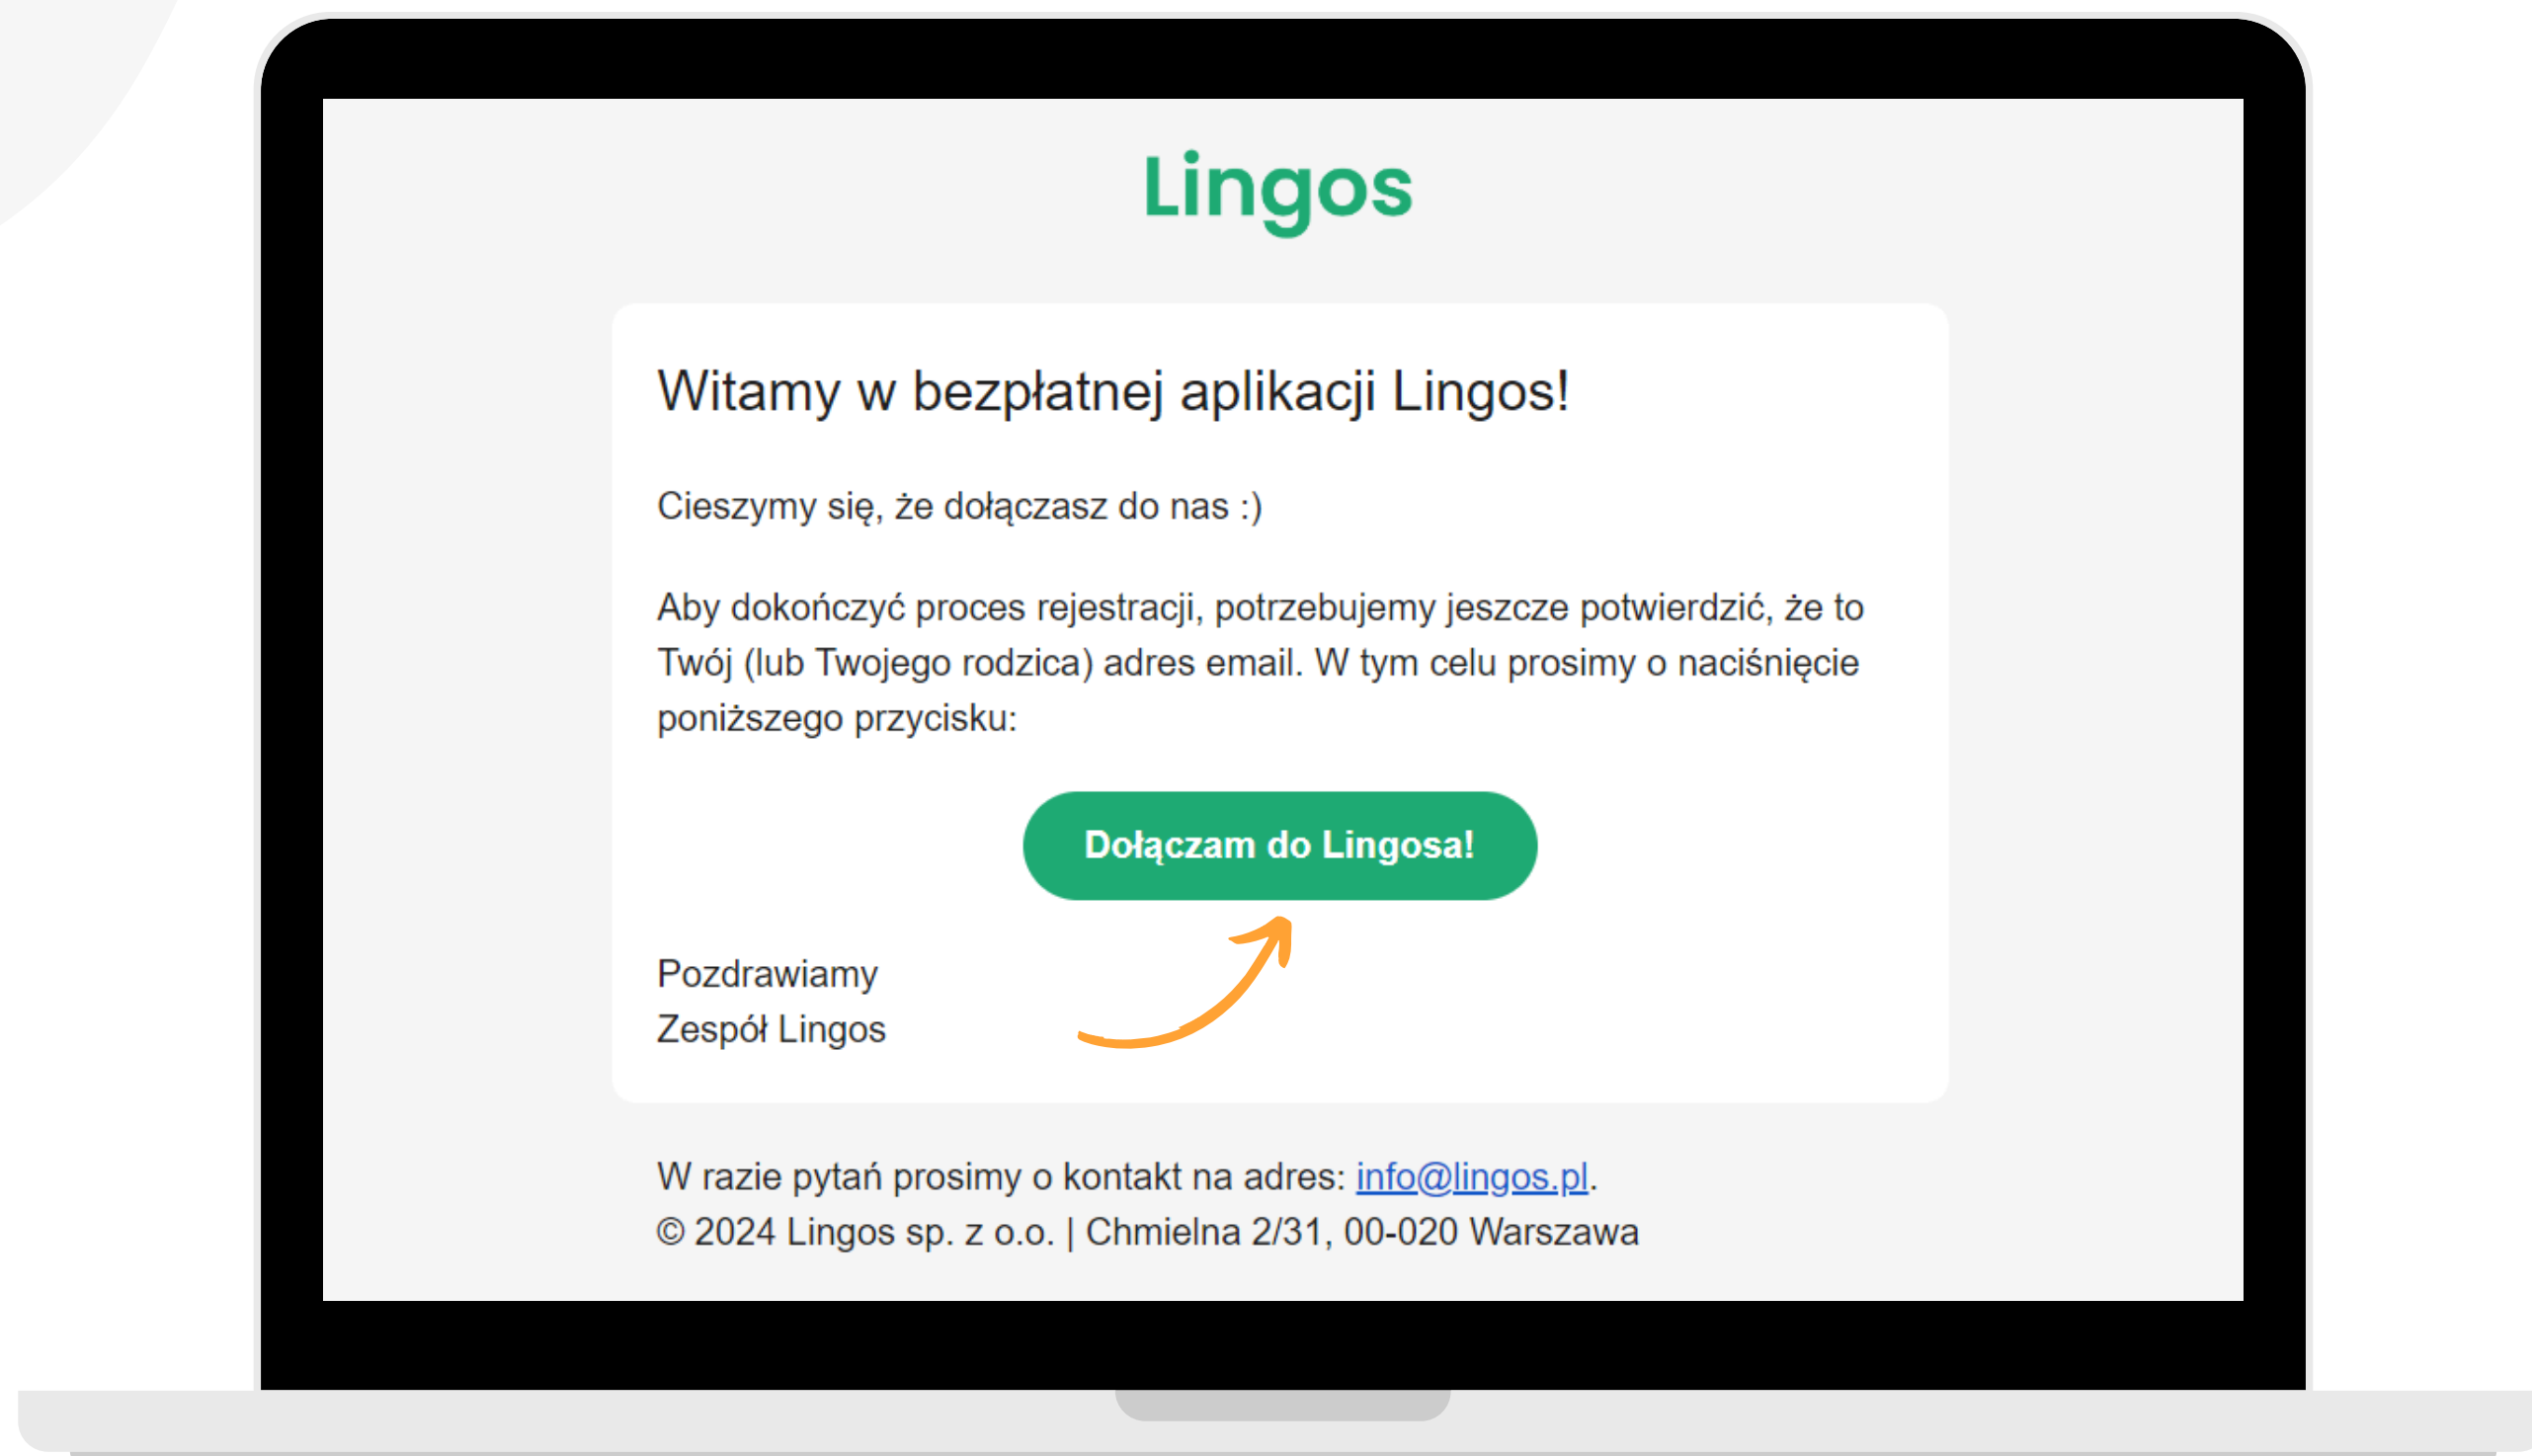 Lingos
Witamy w bezpłatnej aplikacji Lingos!
Cieszymy się, że dołączasz do nas :)
Aby dokończyć proces rejestracji, potrzebujemy jeszcze potwierdzić, że to
Twój (lub Twojego rodzica) adres email. W tym celu prosimy o naciśnięcie
poniższego przycisku:
Dołączam do Lingosa!
Pozdrawiamy
Zespół Lingos
W razie pytań prosimy o kontakt na adres: info@lingos.pl.
© 2024 Lingos sp. z o.o. | Chmielna 2/31, 00-020 Warszawa